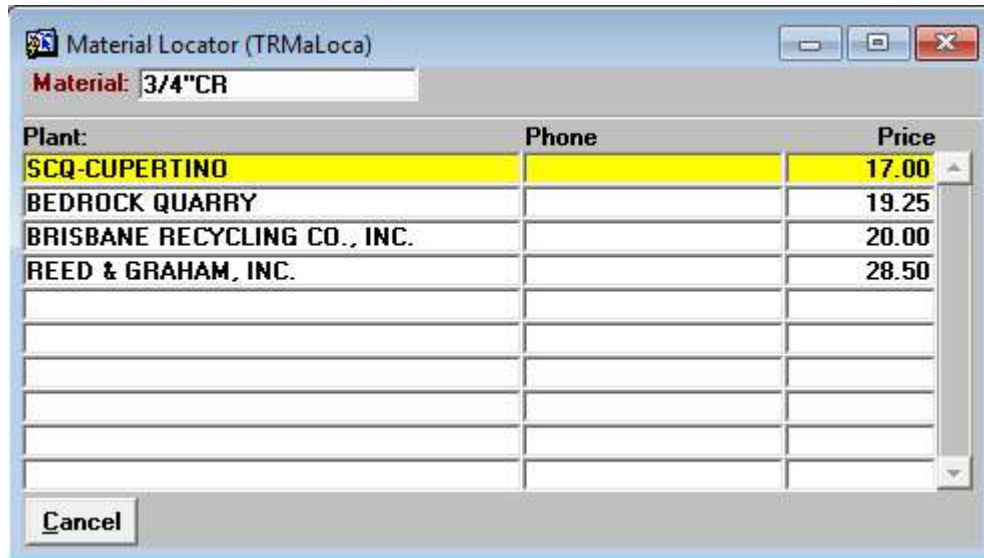 Material Locator (TRMaLoca)
Material: 3/4"CR
Plant: Phone Price
SCQ-CUPERTINO 17.00
BEDROCK QUARRY 19.25
BRISBANE RECYCLING CO., INC. 20.00
REED & GRAHAM, INC. 28.50
Cancel